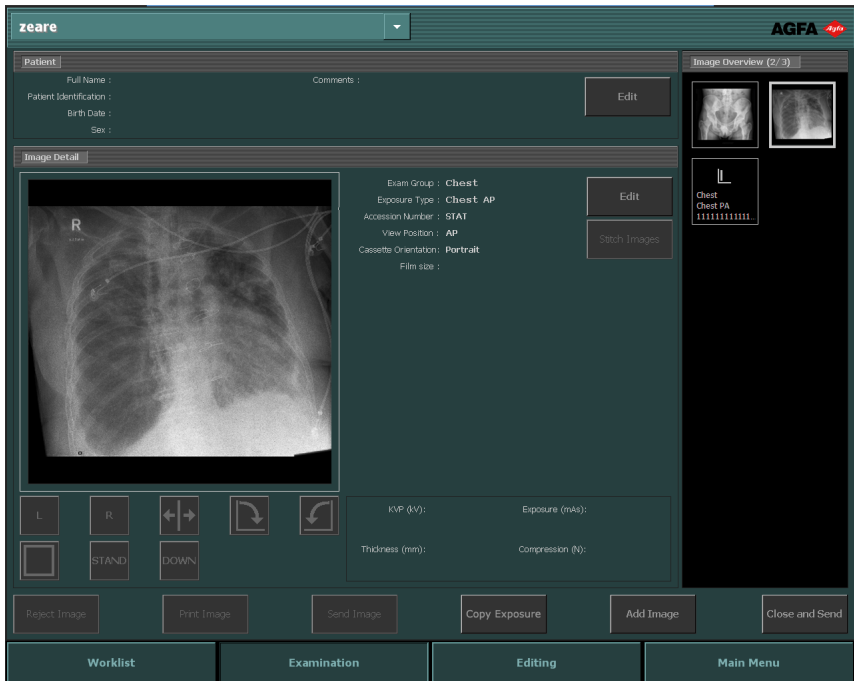 zeare
AGFA Agfa
Patient
Full Name :
Comments :
Patient Identification :
Birth Date :
Sex :
Edit
Image Detail
R
Exam Group : Chest
Exposure Type : Chest AP
Accession Number : STAT
View Position : AP
Cassette Orientation: Portrait
Film size :
Edit
Stitch Images
L
R
STAND
DOWN
KVP (kV):
Exposure (mAs):
Thickness (mm):
Compression (N):
Image Overview (2/3)
L
Chest
Chest PA
111111111111..
Reject Image
Print Image
Send Image
Copy Exposure
Add Image
Close and Send
Worklist
Examination
Editing
Main Menu